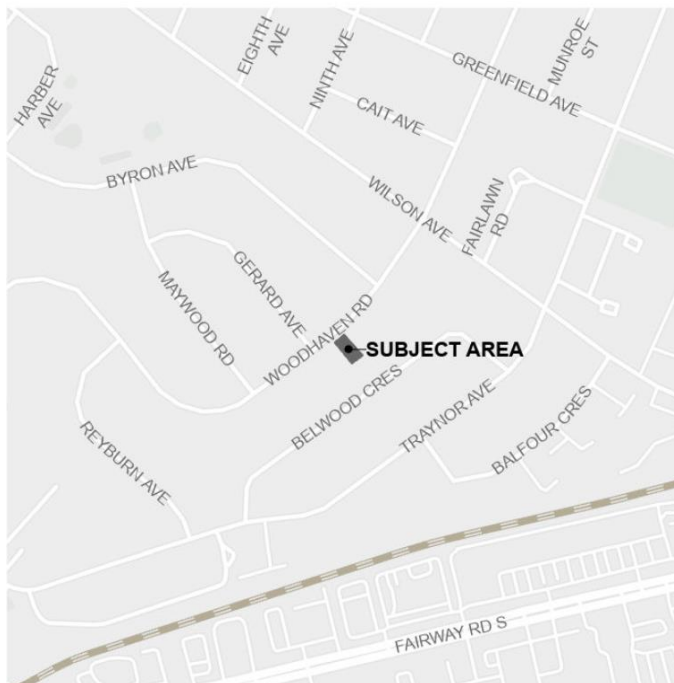 EIGHTH
AVE
NINTH AVE
MUNROE
ST
GREENFIELD AVE
HARBER
AVE
CAIT AVE
BYRON AVE
WILSON AVE
FAIRLAWN
RD
GERARD AVE
MAYWOOD RD
WOODHAVEN RD
SUBJECT AREA
BELWOOD CRES
TRAYNOR AVE
BALFOUR CRES
REYBURN AVE
FAIRWAY RD S